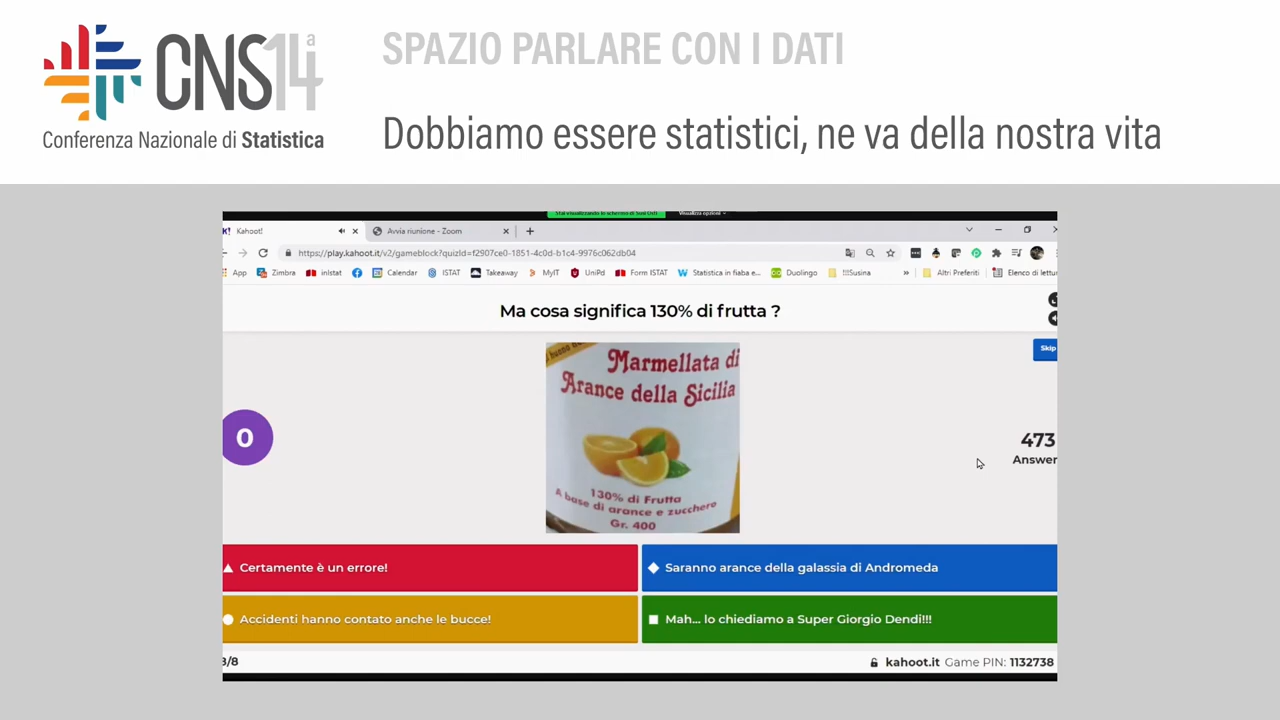 CNS14ª
Conferenza Nazionale di Statistica
SPAZIO PARLARE CON I DATI
Dobbiamo essere statistici, ne va della nostra vita
Visualizza opzioni
Kahoot!
Avvia riunione - Zoom
https://play.kahoot.it/v2/gameblock?quizId=f2907ce0-1851-4c0d-b1c4-9976c062db04
App Zimbra inIstat Calendar ISTAT Takeaway MyIT UniPd Form ISTAT Statistica in fiaba e... Duolingo !!!Susina » Altri Preferiti Elenco di lettur
Ma cosa significa 130% di frutta ?
Skip
Marmellata di
Arance della Sicilia
130% di Frutta
A base di arance e zucchero
Gr. 400
0
473
Answer
Certamente è un errore!
Saranno arance della galassia di Andromeda
Accidenti hanno contato anche le bucce!
Mah... lo chiediamo a Super Giorgio Dendi!!!
/8
kahoot.it Game PIN: 1132738